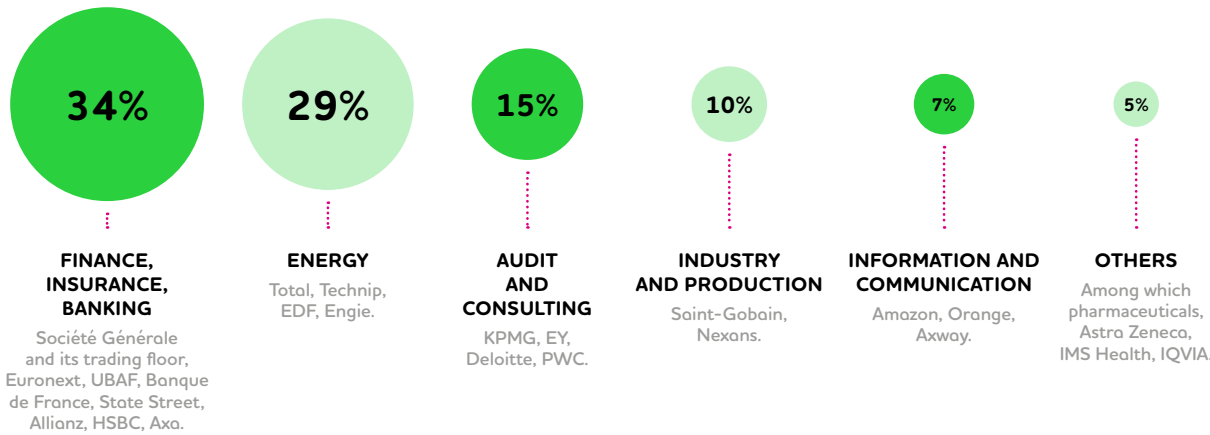 34%
29%
15%
10%
7%
5%
FINANCE,
INSURANCE,
BANKING
Société Générale
and its trading floor,
Euronext, UBAF, Banque
de France, State Street,
Allianz, HSBC, Axa.
ENERGY
Total, Technip,
EDF, Engie.
AUDIT
AND
CONSULTING
KPMG, EY,
Deloitte, PWC.
INDUSTRY
AND PRODUCTION
Saint-Gobain,
Nexans.
INFORMATION AND
COMMUNICATION
Amazon, Orange,
Axway.
OTHERS
Among which
pharmaceuticals,
Astra Zeneca,
IMS Health, IQVIA.